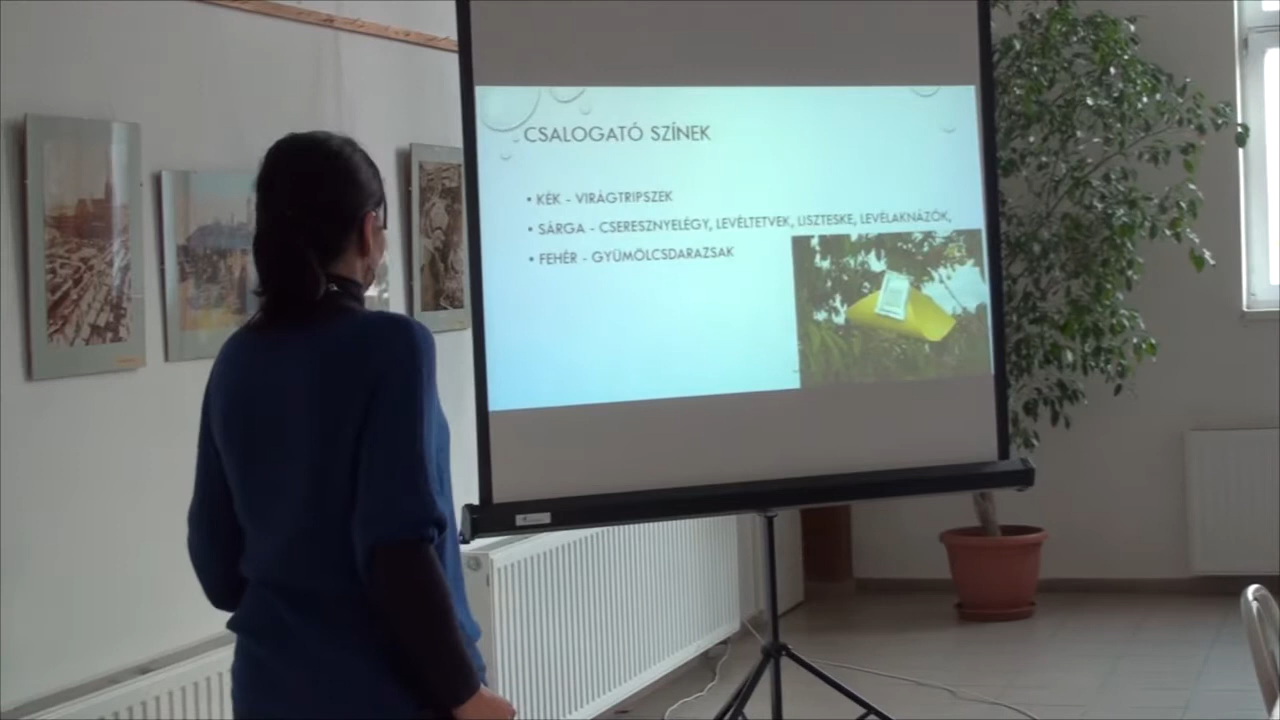 CSALOGATÓ SZÍNEK
• KÉK - VIRÁGTRIPSZEK
• SÁRGA - CSERESZNYELÉGY, LEVÉLTETVEK, LISZTESKE, LEVÉLAKNÁZÓK,
• FEHÉR - GYÜMÖLCSDARAZSAK